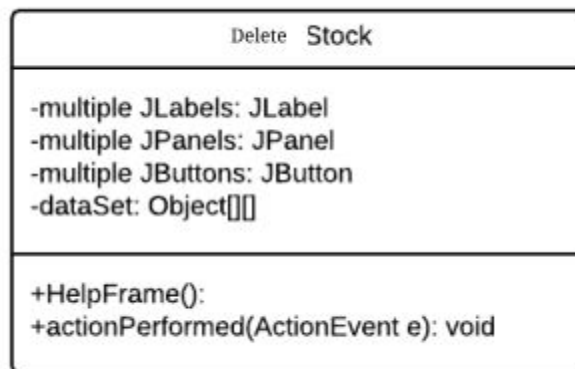 Delete Stock
-multiple JLabels: JLabel
-multiple JPanels: JPanel
-multiple JButtons: JButton
-dataSet: Object[][]
+HelpFrame():
+actionPerformed(ActionEvent e): void